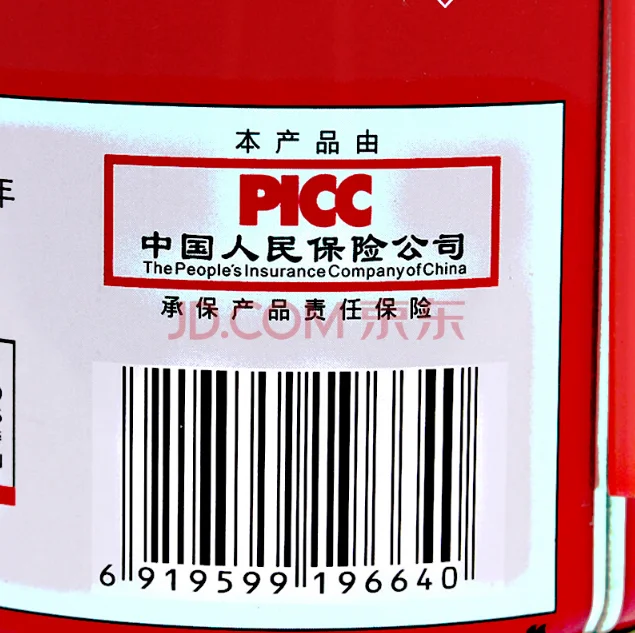 本产品由
年
PICC
中国人民保险公司
The People's Insurance Company of China
承保产品责任保险
JD.COM 京东
6 919599 196640